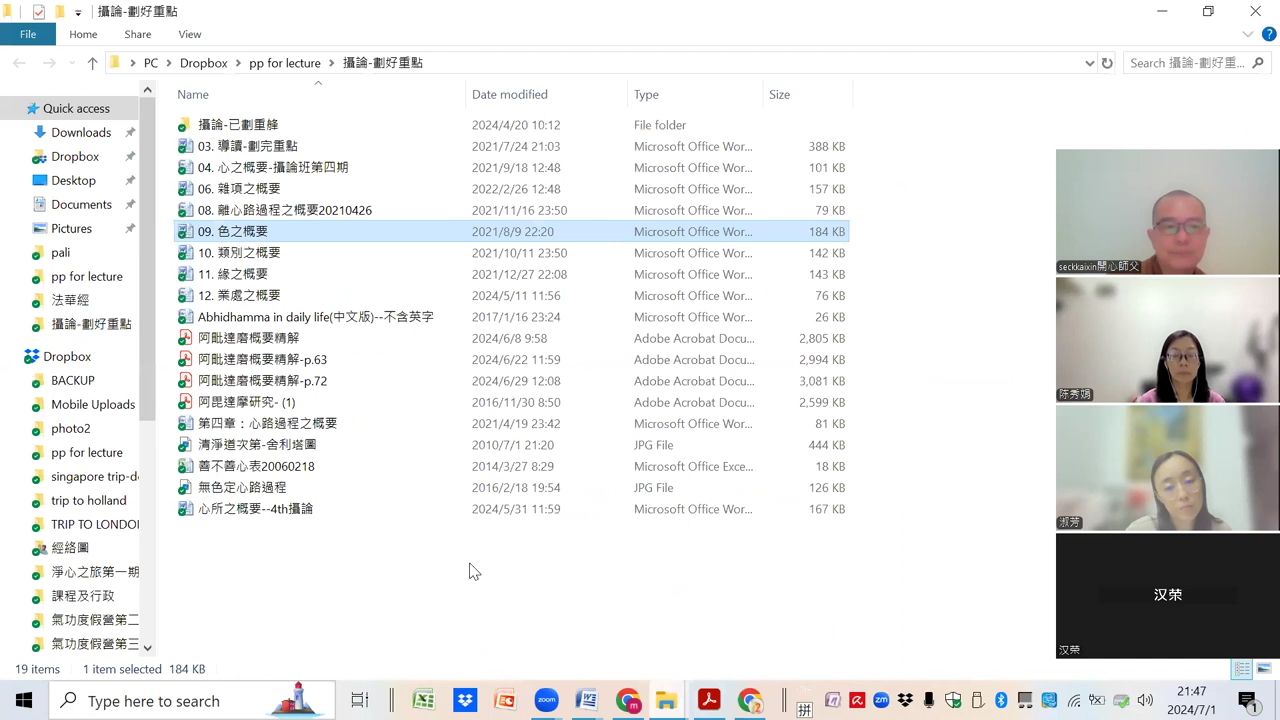 攝論-劃好重點
File Home Share View
PC Dropbox pp for lecture 攝論-劃好重點
Search 攝論-劃好重...
Name Date modified Type Size
Quick access
Downloads
Dropbox
Desktop
Documents
Pictures
pali
pp for lecture
法華經
攝論-劃好重點
Dropbox
BACKUP
Mobile Uploads
photo2
pp for lecture
singapore trip-de
trip to holland
TRIP TO LONDO
經絡圖
淨心之旅第一期
課程及行政
氣功度假營第二
氣功度假營第三
攝論-已劃重綘 2024/4/20 10:12 File folder
03. 導讀-劃完重點 2021/7/24 21:03 Microsoft Office Wor... 388 KB
04. 心之概要-攝論班第四期 2021/9/18 12:48 Microsoft Office Wor... 101 KB
06. 雜項之概要 2022/2/26 12:48 Microsoft Office Wor... 157 KB
08. 離心路過程之概要20210426 2021/11/16 23:50 Microsoft Office Wor... 79 KB
09. 色之概要 2021/8/9 22:20 Microsoft Office Wor... 184 KB
10. 類別之概要 2021/10/11 23:50 Microsoft Office Wor... 142 KB
11. 緣之概要 2021/12/27 22:08 Microsoft Office Wor... 143 KB
12. 業處之概要 2024/5/11 11:56 Microsoft Office Wor... 76 KB
Abhidhamma in daily life(中文版)--不含英字 2017/1/16 23:24 Microsoft Office Wor... 26 KB
阿毗達磨概要精解 2024/6/8 9:58 Adobe Acrobat Docu... 2,805 KB
阿毗達磨概要精解-p.63 2024/6/22 11:59 Adobe Acrobat Docu... 2,994 KB
阿毗達磨概要精解-p.72 2024/6/29 12:08 Adobe Acrobat Docu... 3,081 KB
阿毘達摩研究- (1) 2016/11/30 8:50 Adobe Acrobat Docu... 2,599 KB
第四章：心路過程之概要 2021/4/19 23:42 Microsoft Office Wor... 81 KB
清淨道次第-舍利塔圖 2010/7/1 21:20 JPG File 444 KB
善不善心表20060218 2014/3/27 8:29 Microsoft Office Exce... 18 KB
無色定心路過程 2016/2/18 19:54 JPG File 126 KB
心所之概要--4th攝論 2024/5/31 11:59 Microsoft Office Wor... 167 KB
seckkaixin開心師父
陈秀娟
淑芳
汉荣
汉荣
19 items 1 item selected 184 KB
Type here to search
zoom
zm
拼
21:47
2024/7/1